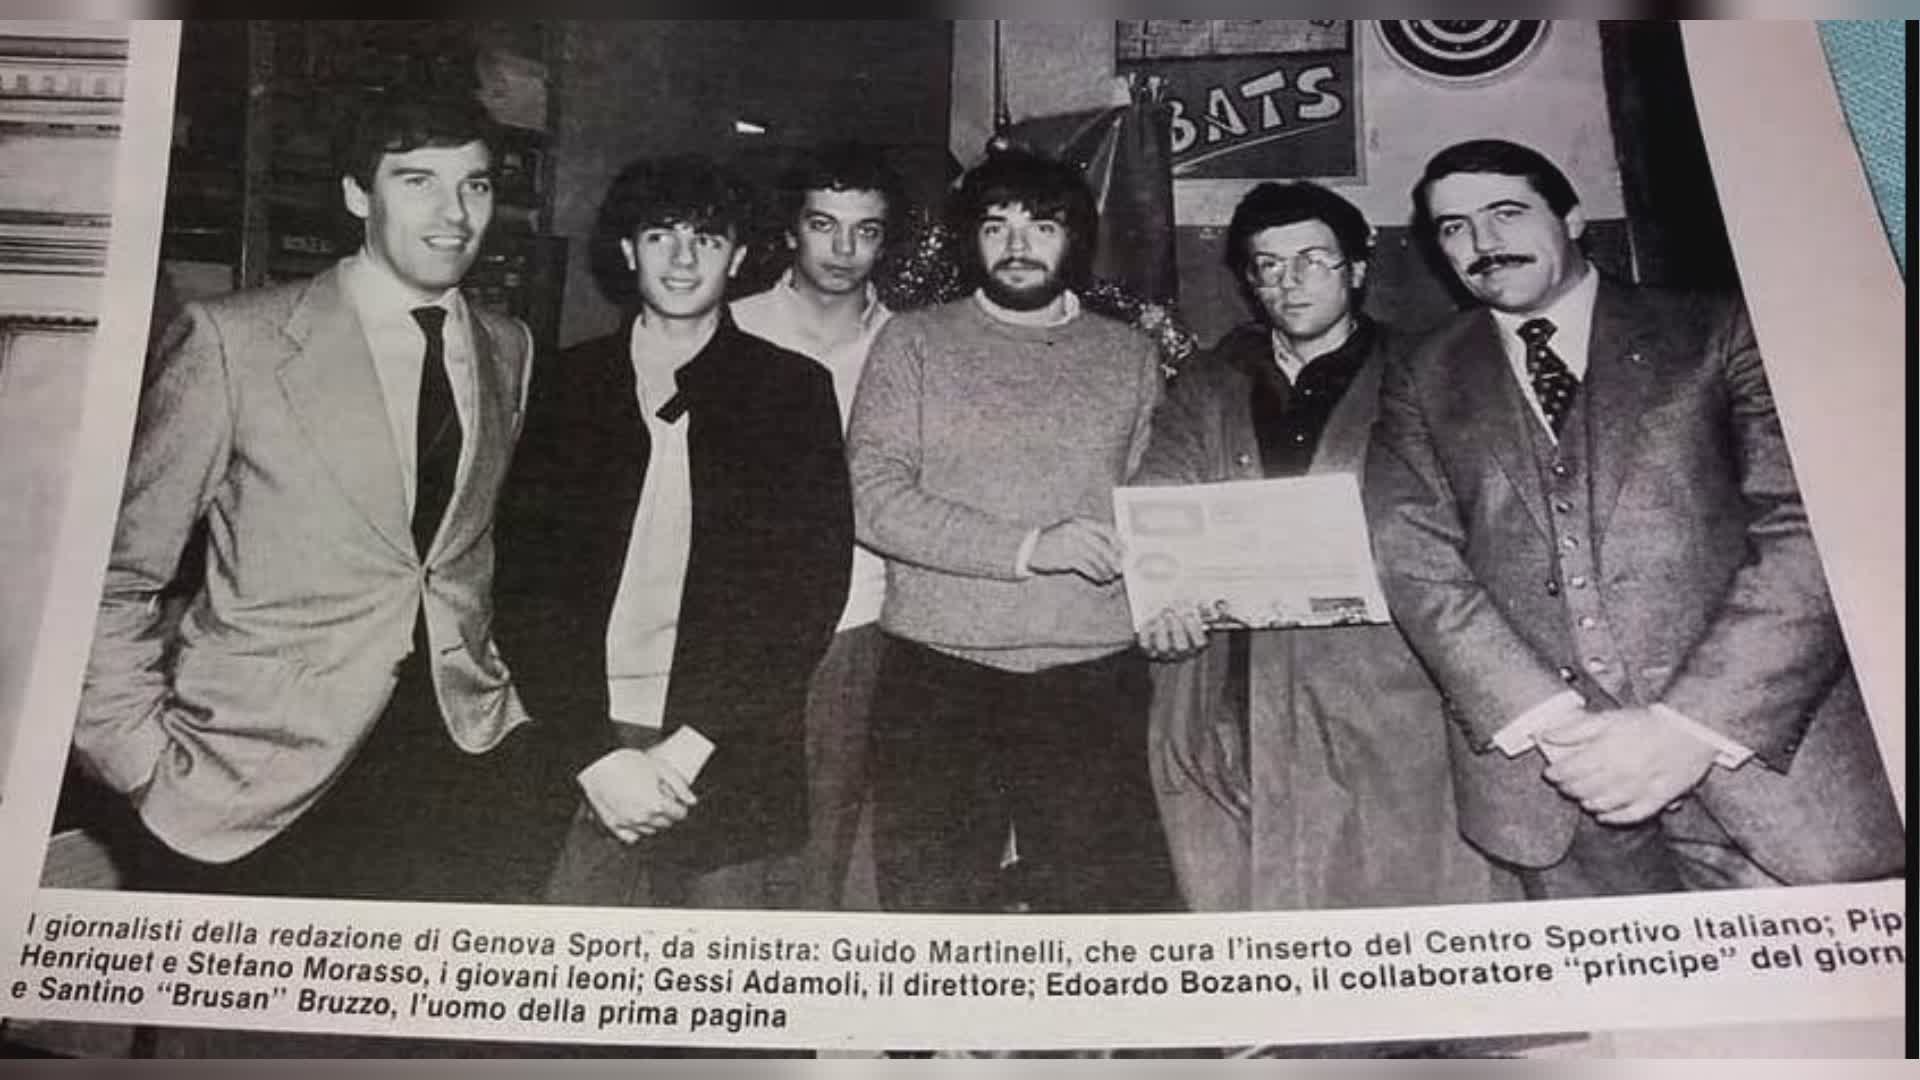 BATS
I giornalisti della redazione di Genova Sport, da sinistra: Guido Martinelli, che cura l'inserto del Centro Sportivo Italiano; Pip
Henriquet e Stefano Morasso, i giovani leoni; Gessi Adamoli, il direttore; Edoardo Bozano, il collaboratore "principe" del giorn
e Santino "Brusan" Bruzzo, l'uomo della prima pagina